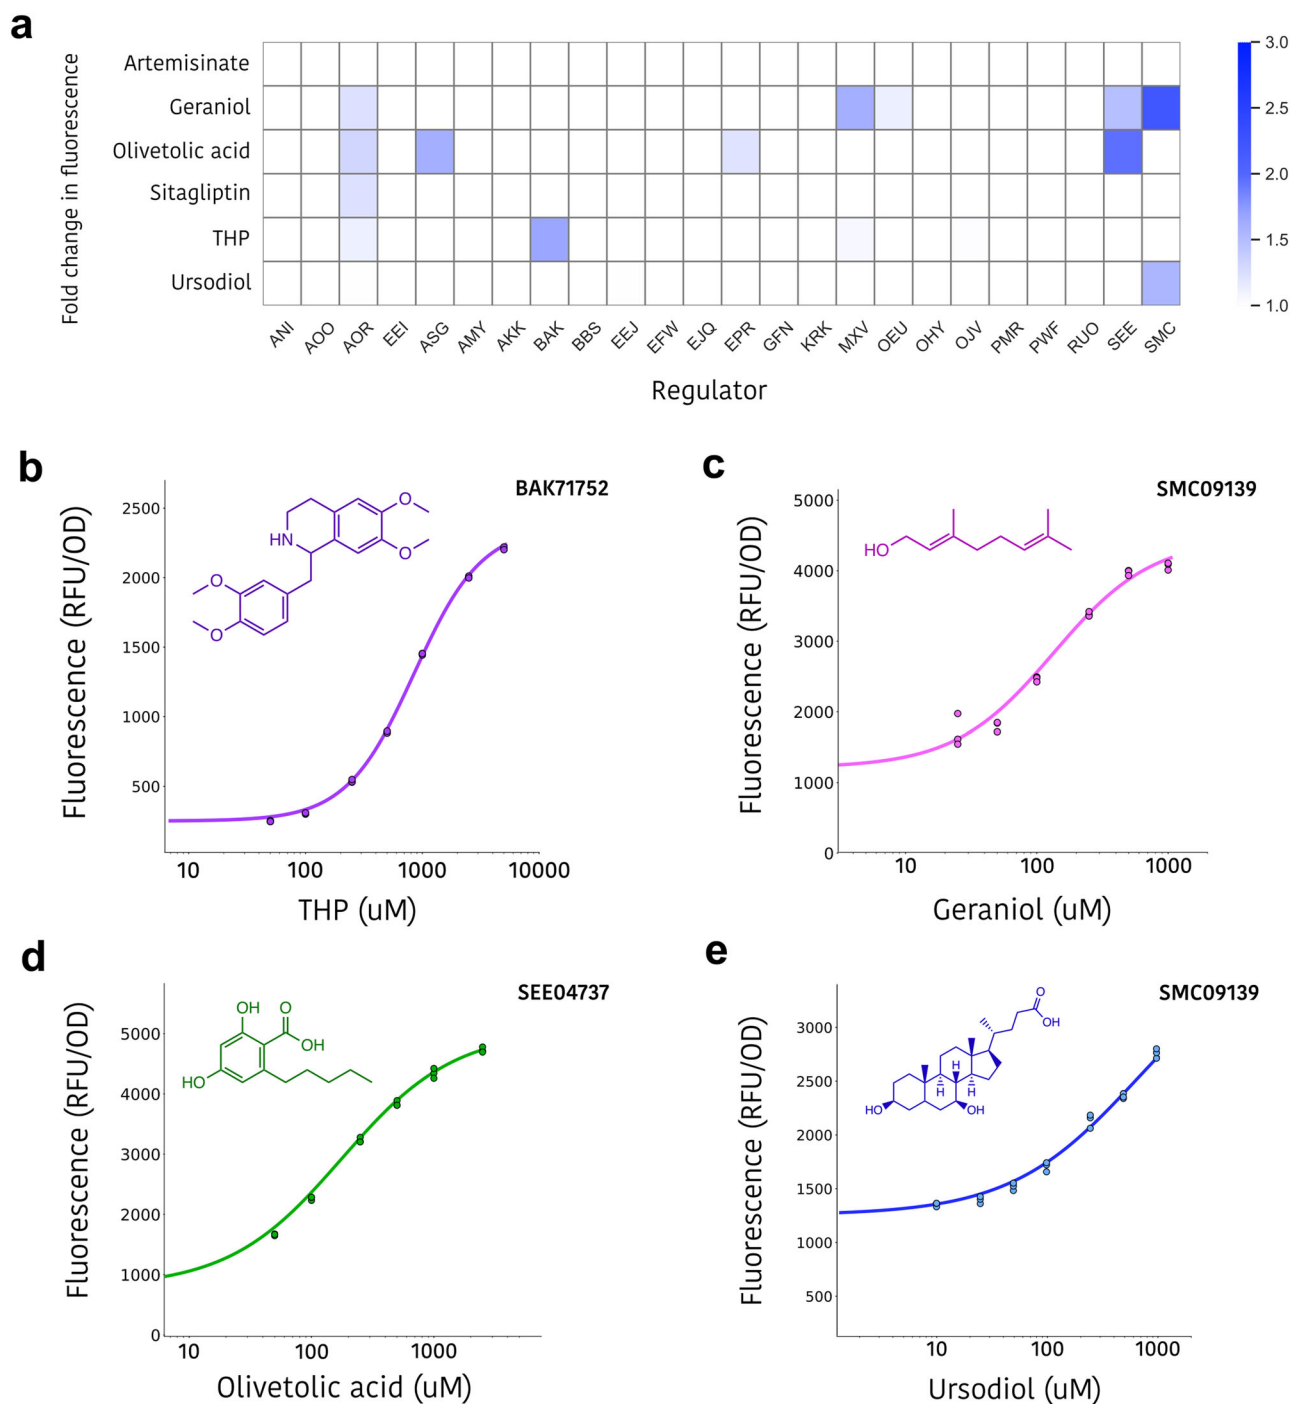 a
Fold change in fluorescence
Artemisinate
Geraniol
Olivetolic acid
Sitagliptin
THP
Ursodiol
3.0
2.5
2.0
1.5
1.0
ANI AOO AOR EEI ASG AMY AKK BAK BBS EEJ EFW EJQ EPR GFN KRK MXV OEU OHY OJV PMR PWF RUO SEE SMC
Regulator
b
BAK71752
Fluorescence (RFU/OD)
2500
2000
1500
1000
500
HN
O
O
O
O
10 100 1000 10000
THP (uM)
c
SMC09139
Fluorescence (RFU/OD)
5000
4000
3000
2000
1000
0
HO
10 100 1000
Geraniol (uM)
d
SEE04737
Fluorescence (RFU/OD)
5000
4000
3000
2000
1000
0
OH O
OH
HO
10 100 1000
Olivetolic acid (uM)
e
SMC09139
Fluorescence (RFU/OD)
3000
2500
2000
1500
1000
500
O
OH
H
H H
HO OH
10 100 1000
Ursodiol (uM)